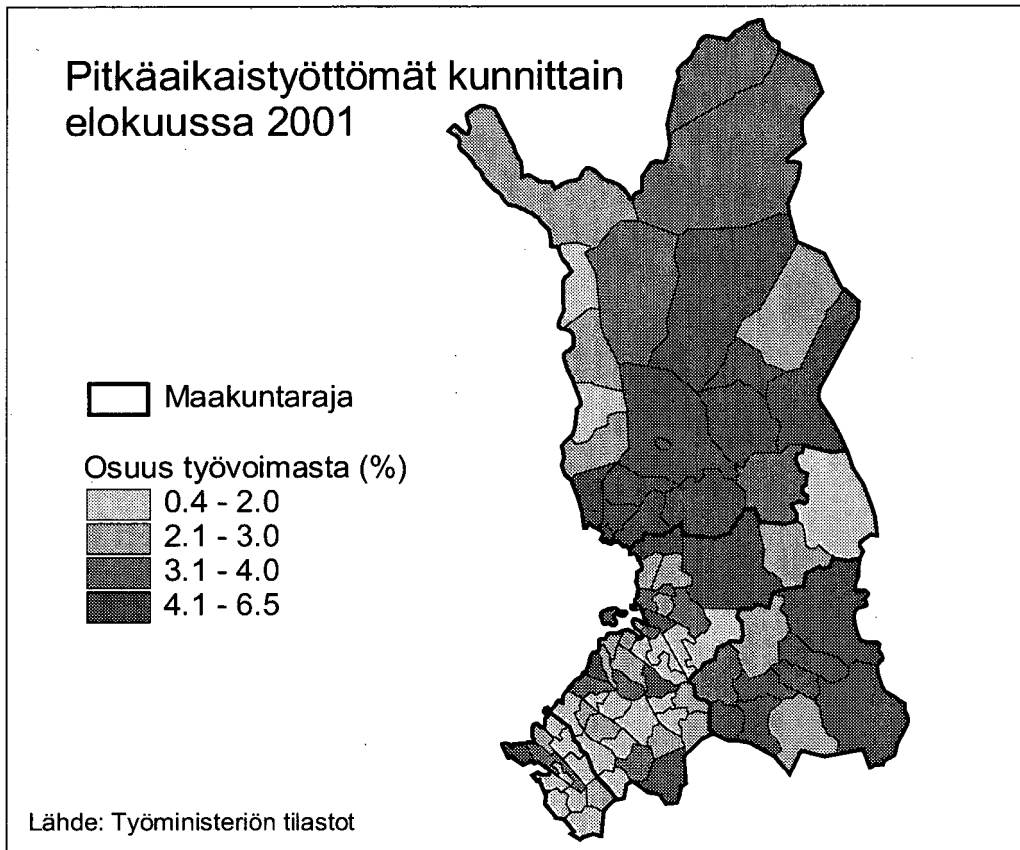 Pitkäaikaistyöttömät kunnittain
elokuussa 2001
Maakuntaraja
Osuus työvoimasta (%)
0.4 - 2.0
2.1 - 3.0
3.1 - 4.0
4.1 - 6.5
Lähde: Työministeriön tilastot